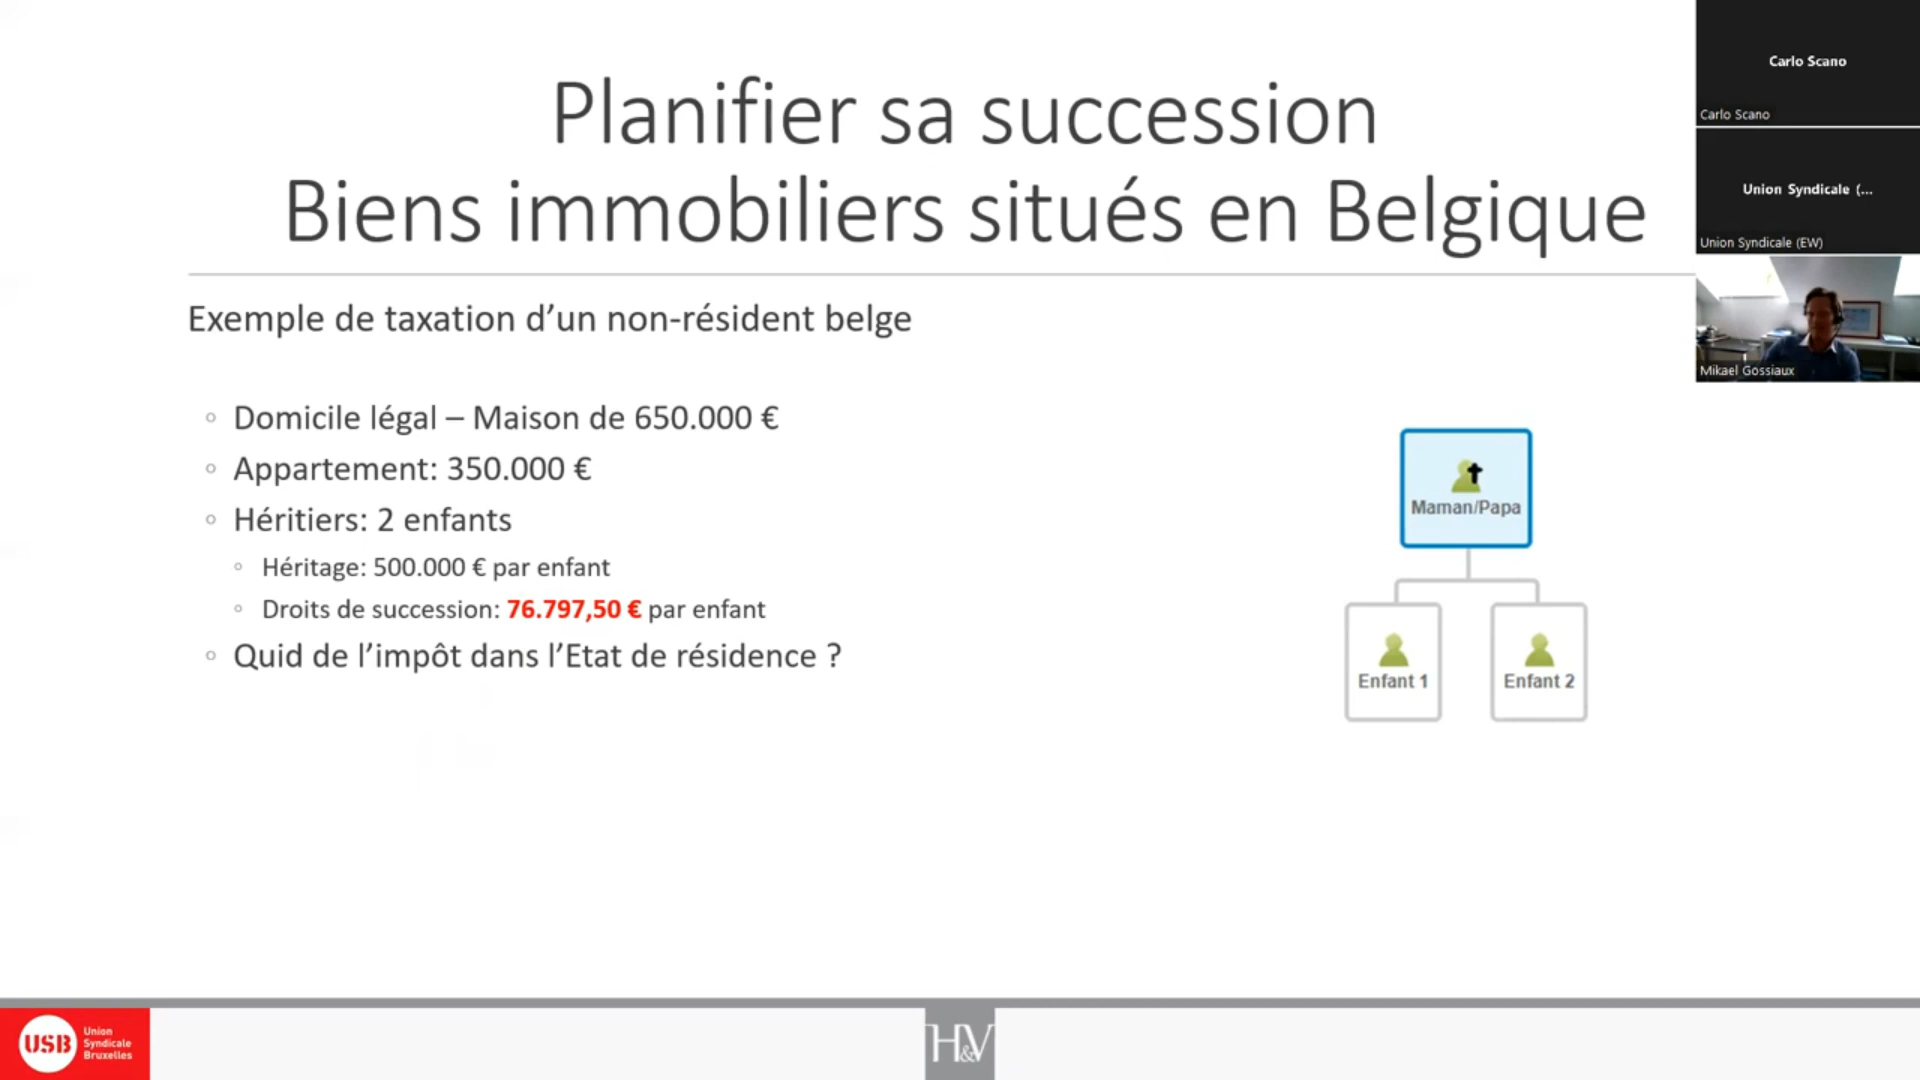 Planifier sa succession
Biens immobiliers situés en Belgique
Exemple de taxation d’un non-résident belge
Domicile légal – Maison de 650.000 €
Appartement: 350.000 €
Héritiers: 2 enfants
Héritage: 500.000 € par enfant
Droits de succession: 76.797,50 € par enfant
Quid de l’impôt dans l’Etat de résidence ?
Maman/Papa
Enfant 1
Enfant 2
Carlo Scano
Carlo Scano
Union Syndicale (...
Union Syndicale (EW)
Mikael Gossiaux
USB
Union
Syndicale
Bruxelles
H&V